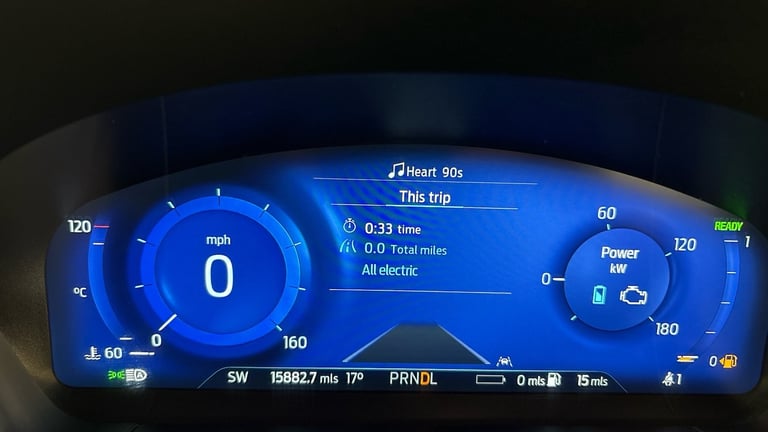 Heart 90s
This trip
0:33 time
0.0 Total miles
All electric
mph
0
0
160
120
°C
60
60
120
0
180
Power
kW
READY
1
0
SW 15882.7 mls 17° PRNDL 0 mls 15 mls
1